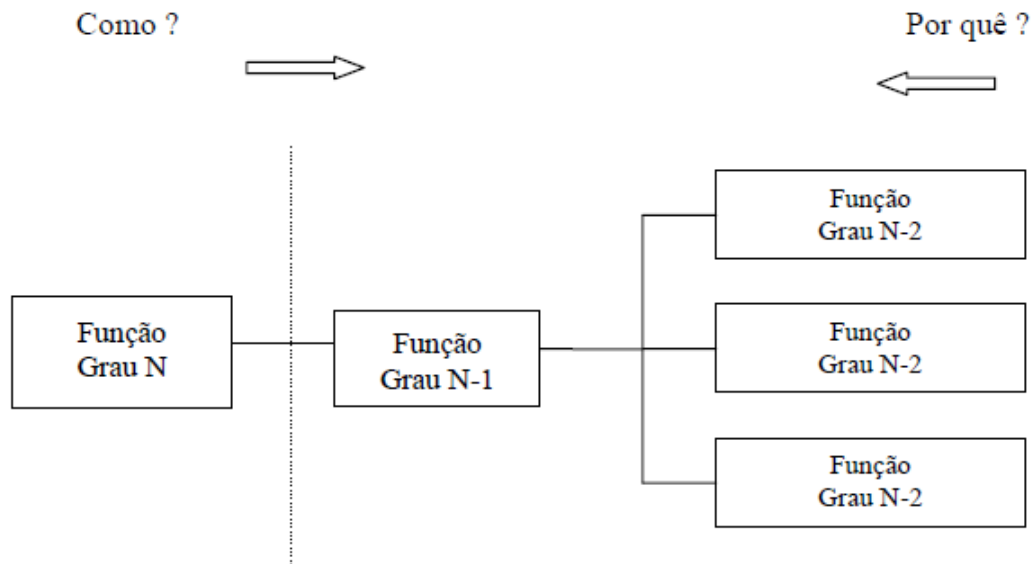 Como ?
Por quê ?
Função
Grau N
Função
Grau N-1
Função
Grau N-2
Função
Grau N-2
Função
Grau N-2